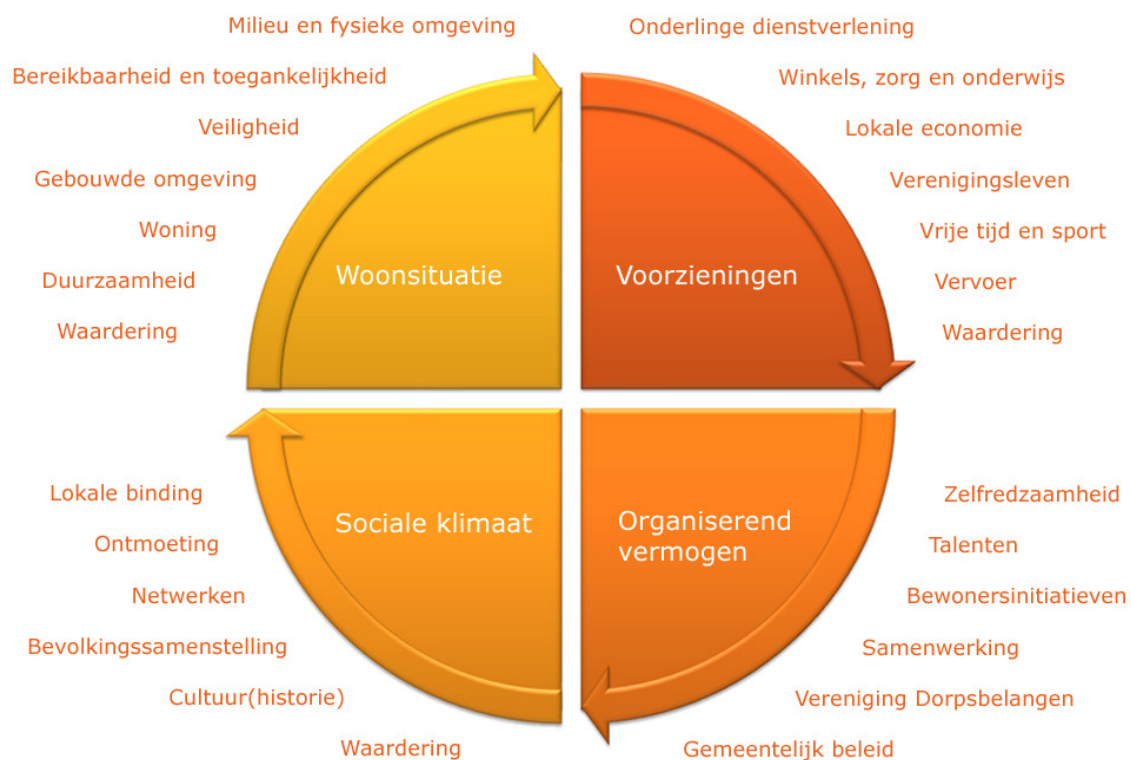 Milieu en fysieke omgeving
Bereikbaarheid en toegankelijkheid
Veiligheid
Gebouwde omgeving
Woning
Duurzaamheid
Waardering
Woonsituatie
Onderlinge dienstverlening
Winkels, zorg en onderwijs
Lokale economie
Verenigingsleven
Vrije tijd en sport
Vervoer
Waardering
Voorzieningen
Lokale binding
Ontmoeting
Netwerken
Bevolkingssamenstelling
Cultuur(historie)
Waardering
Sociale klimaat
Organiserend
vermogen
Zelfredzaamheid
Talenten
Bewonersinitiatieven
Samenwerking
Vereniging Dorpsbelangen
Gemeentelijk beleid